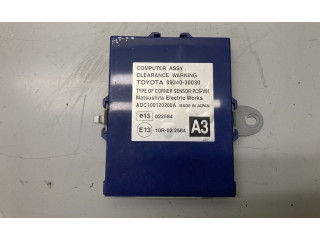 COMPUTER ASSY
CLEARANCE WARNING
TOYOTA 89340-30030
TYPE OF CORNER SENSOR:PCS-V01
Matsushita Electric Works
ADC100120200A MADE IN JAPAN
e13 022584
E13 10R-022584
A3